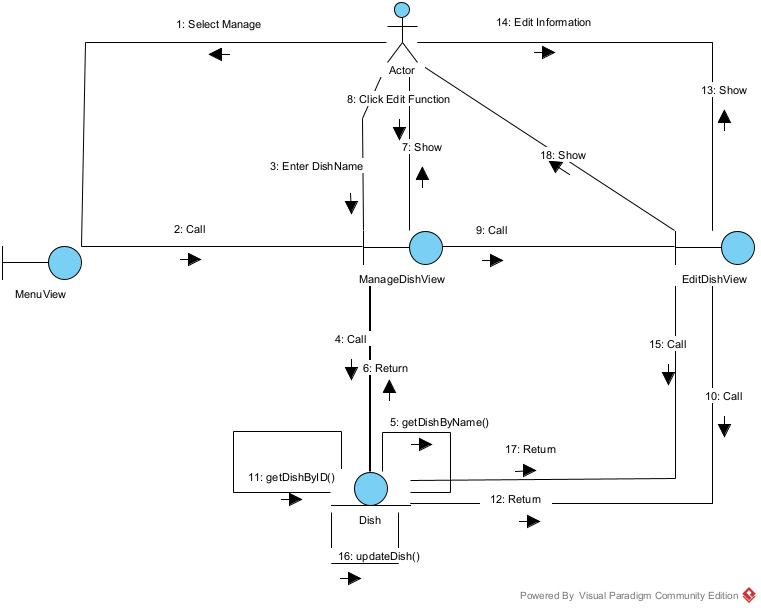 1: Select Manage
14: Edit Information
Actor
13: Show
8: Click Edit Function
7: Show
18: Show
3: Enter DishName
2: Call
9: Call
MenuView
ManageDishView
EditDishView
4: Call
15: Call
6: Return
10: Call
5: getDishByName()
17: Return
11: getDishByID()
12: Return
Dish
16: updateDish()
Powered By Visual Paradigm Community Edition